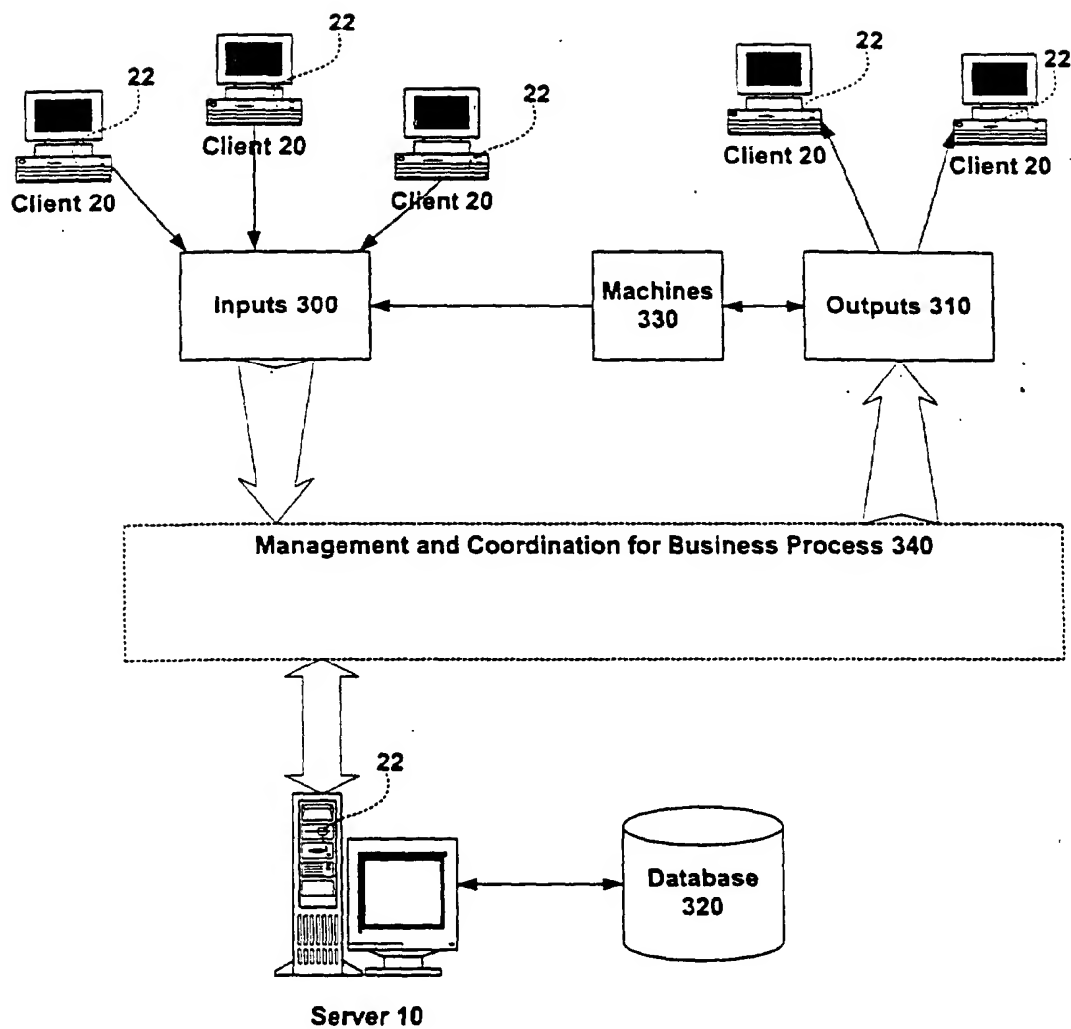 22
22
22
22
22
Client 20
Client 20
Client 20
Client 20
Client 20
Inputs 300
Machines
330
Outputs 310
Management and Coordination for Business Process 340
22
Database
320
Server 10